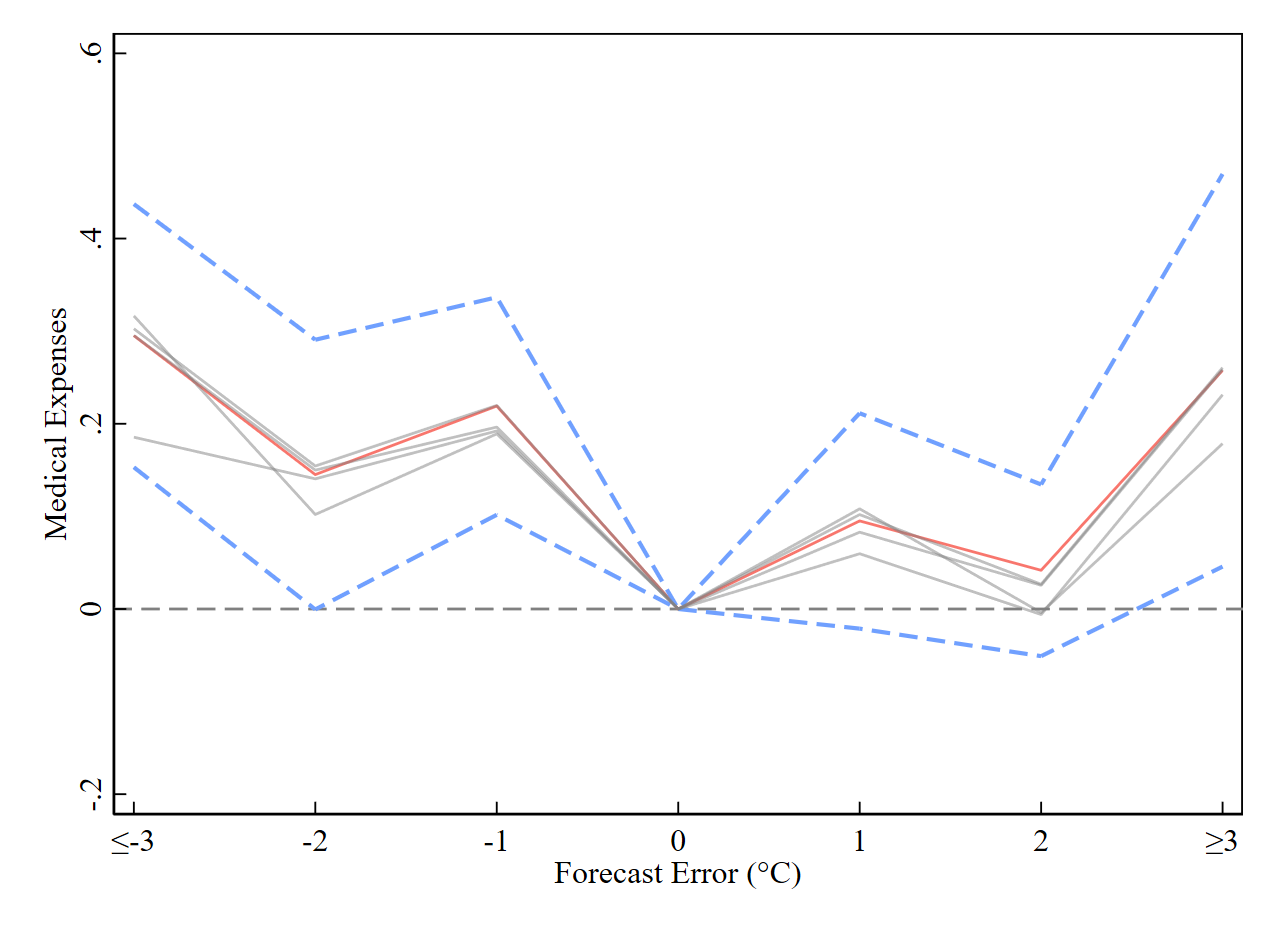 .6
.4
.2
0
-.2
Medical Expenses
≤-3 -2 -1 0 1 2 ≥3
Forecast Error (°C)